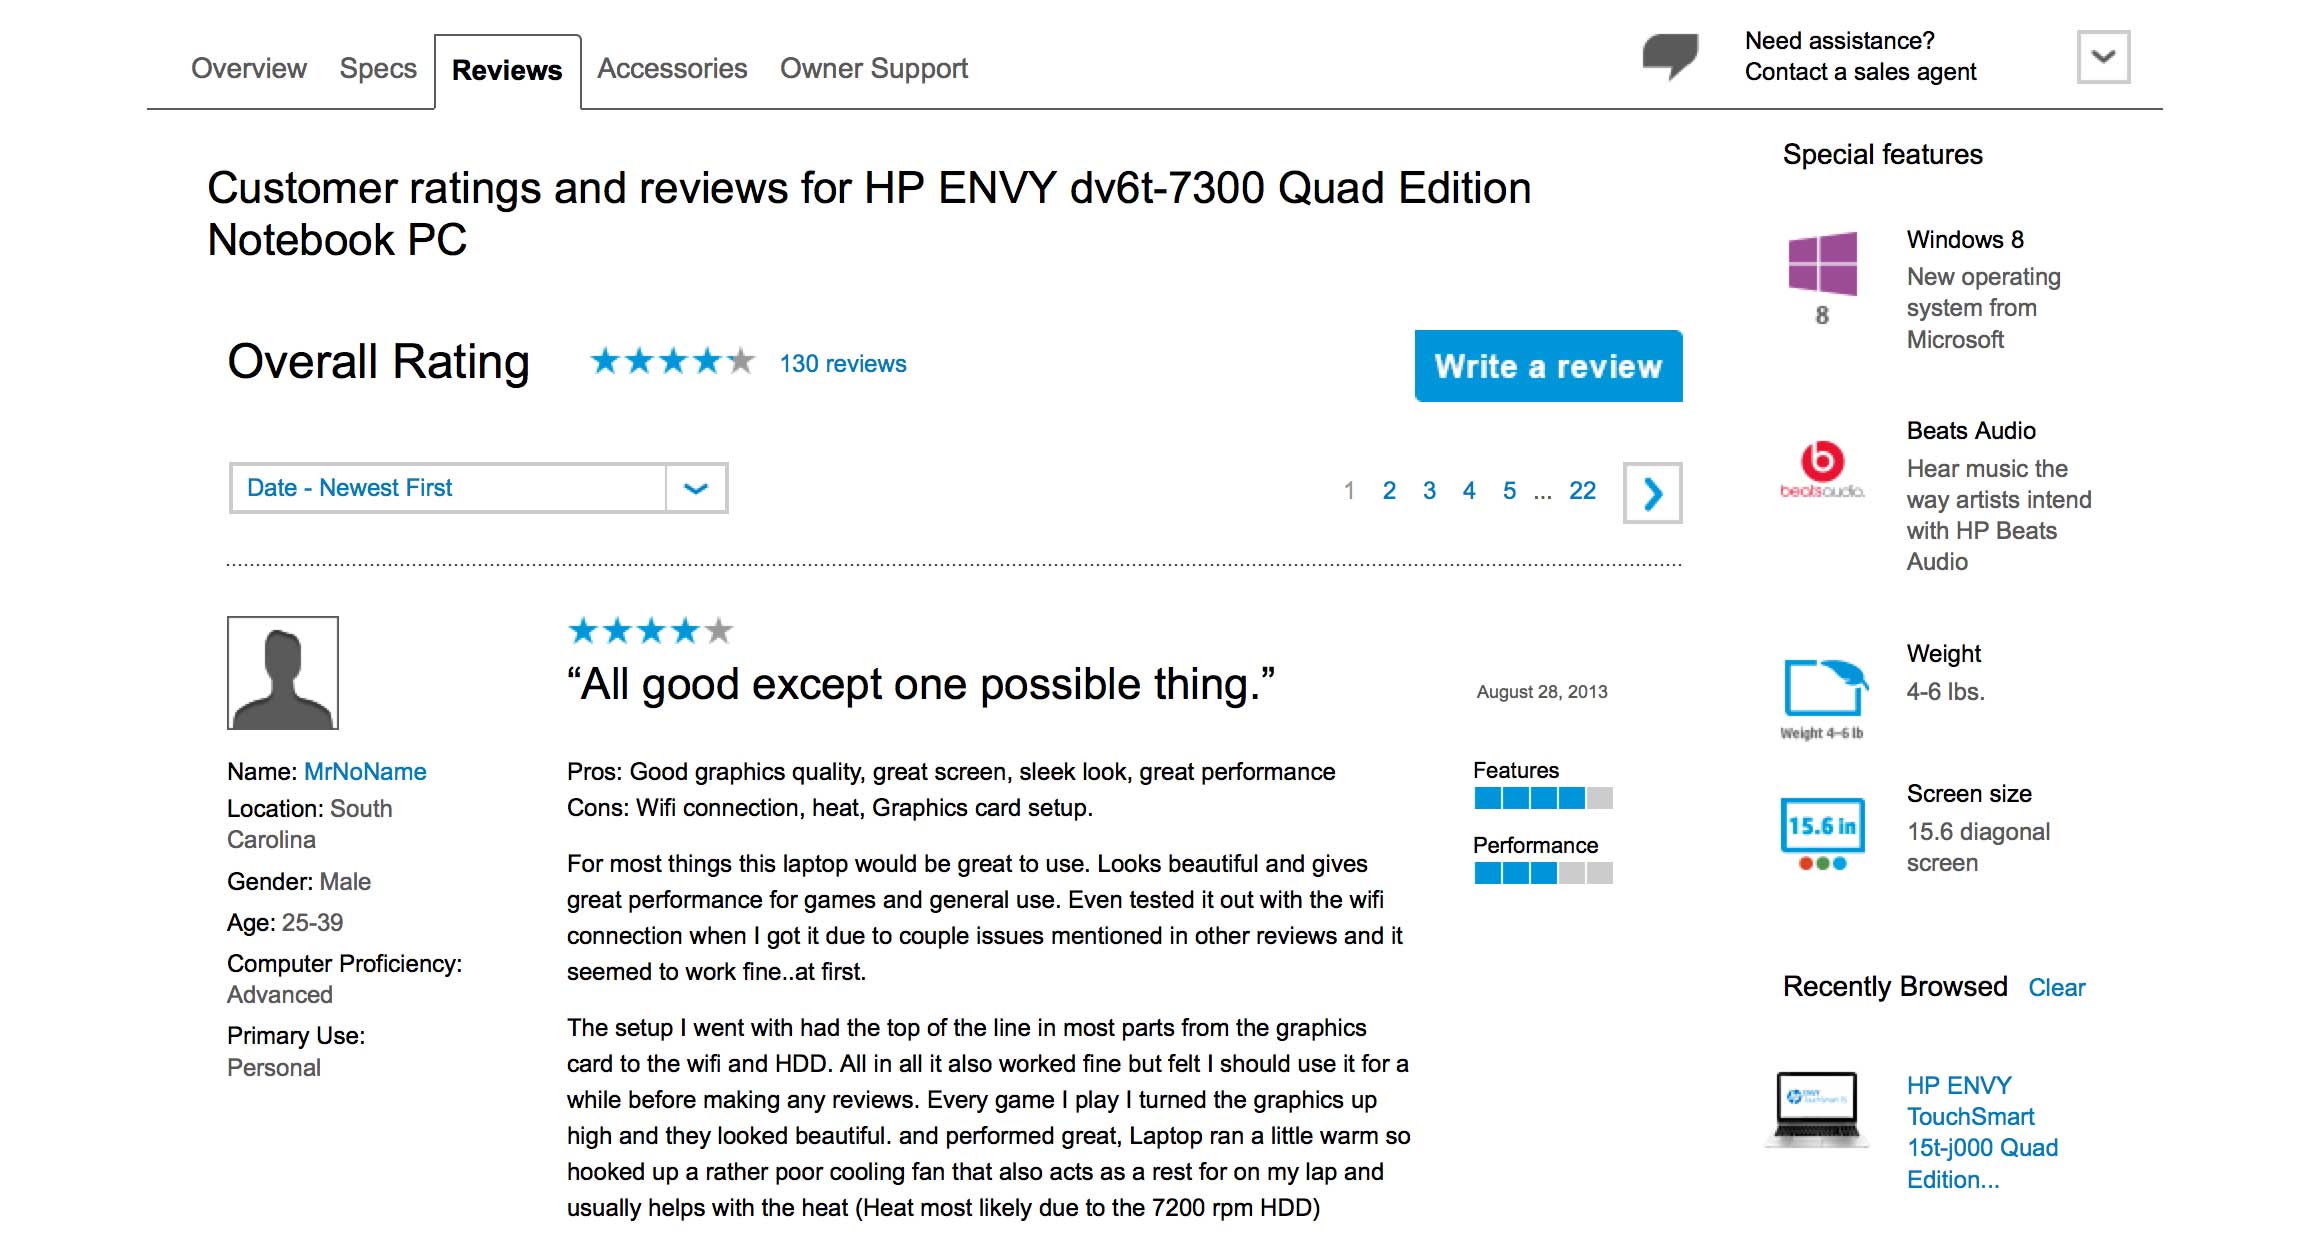 Overview Specs Reviews Accessories Owner Support
Need assistance?
Contact a sales agent
Customer ratings and reviews for HP ENVY dv6t-7300 Quad Edition
Notebook PC
Overall Rating 130 reviews
Write a review
Date - Newest First
1 2 3 4 5 ... 22
“All good except one possible thing.”
August 28, 2013
Name: MrNoName
Location: South
Carolina
Gender: Male
Age: 25-39
Computer Proficiency:
Advanced
Primary Use:
Personal
Pros: Good graphics quality, great screen, sleek look, great performance
Cons: Wifi connection, heat, Graphics card setup.
For most things this laptop would be great to use. Looks beautiful and gives
great performance for games and general use. Even tested it out with the wifi
connection when I got it due to couple issues mentioned in other reviews and it
seemed to work fine..at first.
The setup I went with had the top of the line in most parts from the graphics
card to the wifi and HDD. All in all it also worked fine but felt I should use it for a
while before making any reviews. Every game I play I turned the graphics up
high and they looked beautiful. and performed great, Laptop ran a little warm so
hooked up a rather poor cooling fan that also acts as a rest for on my lap and
usually helps with the heat (Heat most likely due to the 7200 rpm HDD)
Features
Performance
Special features
8
Windows 8
New operating
system from
Microsoft
beatsaudio.
Beats Audio
Hear music the
way artists intend
with HP Beats
Audio
Weight 4-6 lb
Weight
4-6 lbs.
15.6 in
Screen size
15.6 diagonal
screen
Recently Browsed Clear
HP ENVY
TouchSmart
15t-j000 Quad
Edition...